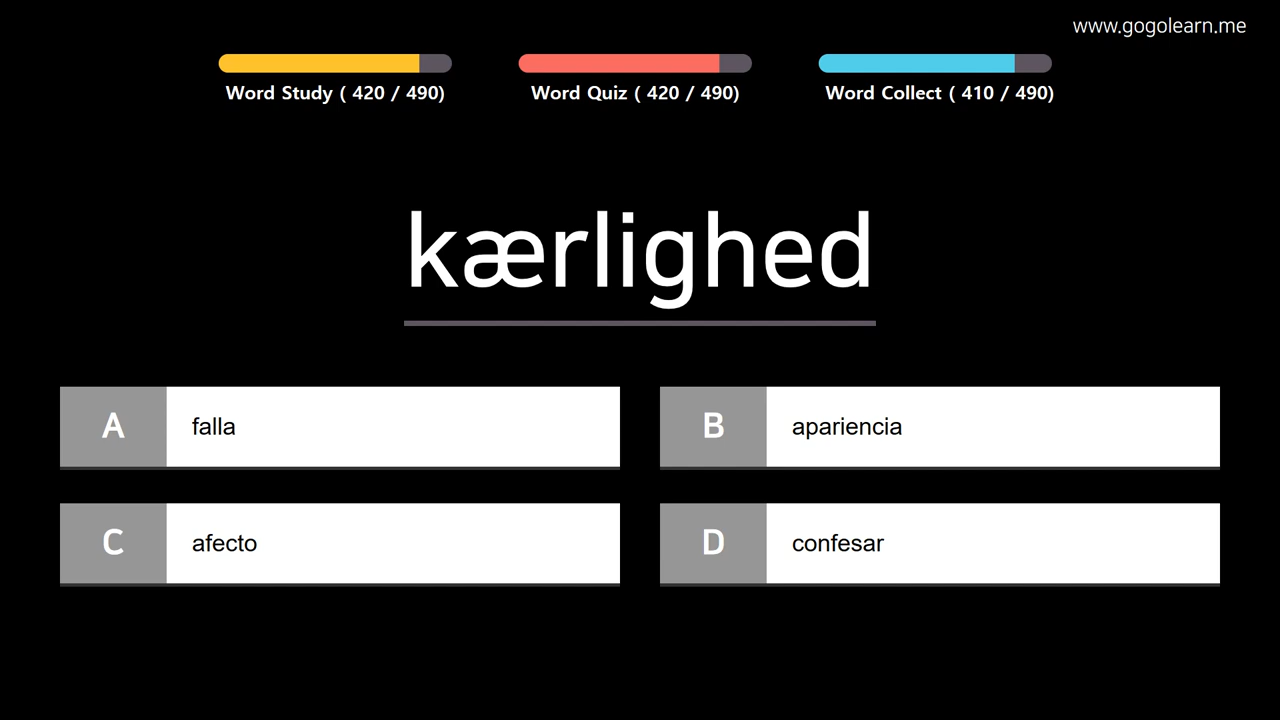 www.gogolearn.me
Word Study ( 420 / 490)
Word Quiz ( 420 / 490)
Word Collect ( 410 / 490)
kærlighed
A falla
B apariencia
C afecto
D confesar